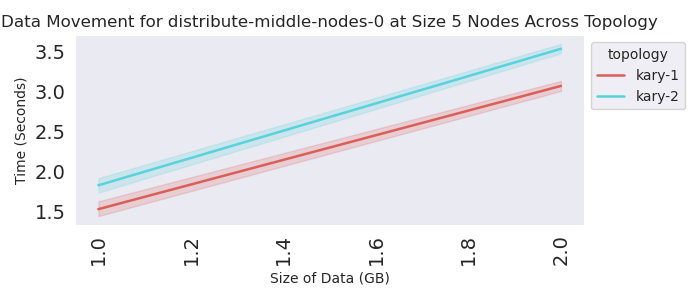 Data Movement for distribute-middle-nodes-0 at Size 5 Nodes Across Topology
3.5
3.0
2.5
2.0
1.5
Time (Seconds)
1.0
1.2
1.4
1.6
1.8
2.0
Size of Data (GB)
topology
kary-1
kary-2